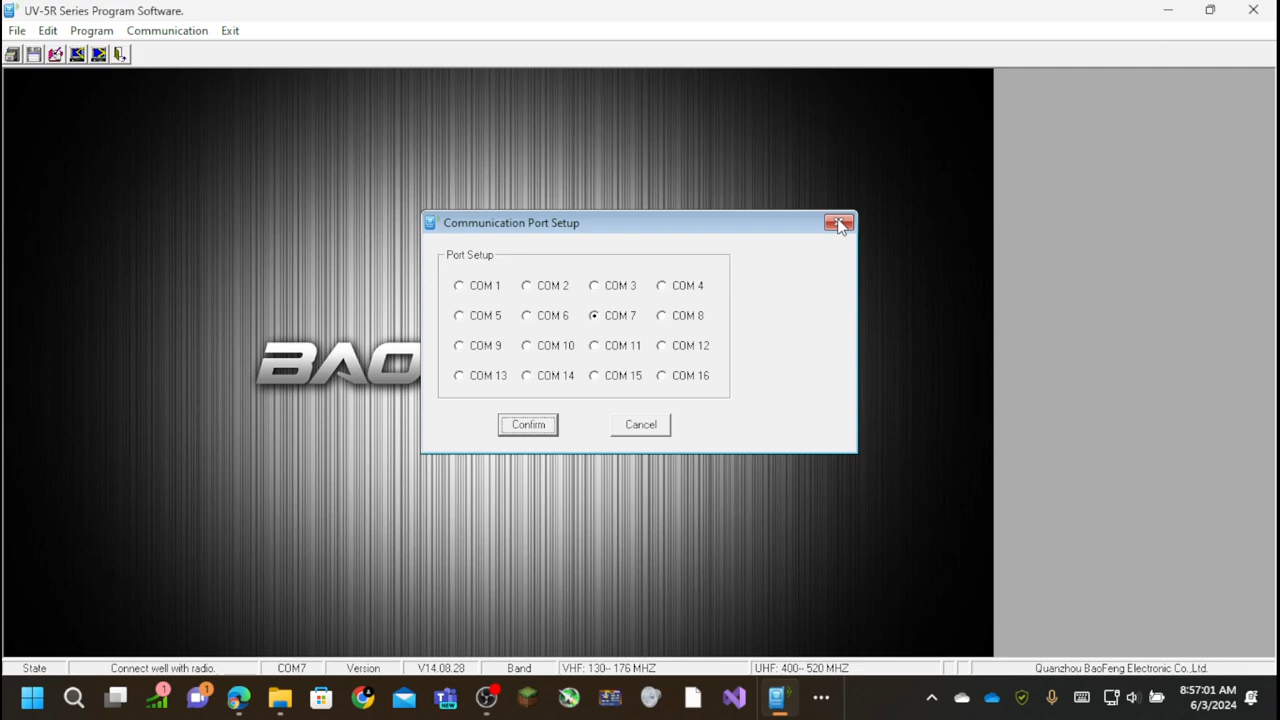 UV-5R Series Program Software.
File Edit Program Communication Exit
Communication Port Setup
Port Setup
COM 1 COM 2 COM 3 COM 4
COM 5 COM 6 COM 7 COM 8
COM 9 COM 10 COM 11 COM 12
COM 13 COM 14 COM 15 COM 16
BAO
Confirm Cancel
State Connect well with radio. COM7 Version V14.08.28 Band VHF: 130-- 176 MHZ UHF: 400-- 520 MHZ Quanzhou BaoFeng Electronic Co.,Ltd.
1 1 NEW 8:57:01 AM
6/3/2024